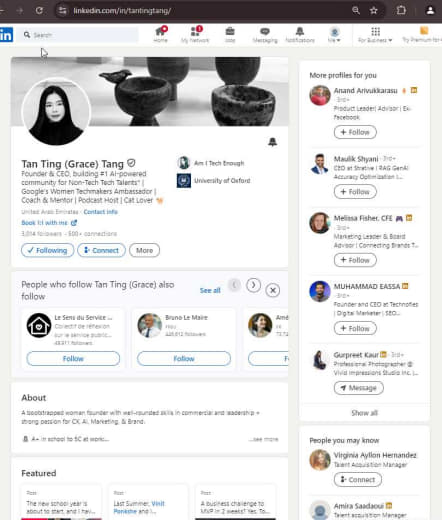 linkedin.com/in/tantingtang/
in
Search
Home
My Network
Jobs
Messaging
Notifications
Me
For Business
Try Premium for
Tan Ting (Grace) Tang
Founder & CEO, building #1 AI-powered
community for Non-Tech Tech Talents" |
Google's Women Techmakers Ambassador |
Coach & Mentor | Podcast Host | Cat Lover
United Arab Emirates · Contact info
Book it! with me
3,014 followers · 500+ connections
Following
Connect
More
Am I Tech Enough
University of Oxford
People who follow Tan Ting (Grace) also
follow
See all
Le Sens du Service ...
Collectif de réflexion
sur le service public...
Follow
Bruno Le Maire
Follow
Amé
F
About
A bootstrapped woman founder with well-rounded skills in commercial and leadership +
strong passion for CX, AI, Marketing, & Brand.
A+ in school to 5C at work:...
...see more
Featured
Post
The new school year is
about to start, and I hav...
Post
Last Summer, Vinit
Ponkshe and I...
Post
A business challenge to
MVP in 2 weeks? Yes. To...
More profiles for you
Anand Arivukkarasu
3rd+
Product Leader| Advisor | Ex-
Facebook
Follow
Maulik Shyani · 3rd+
CEO at Strative | RAG GenAI
Accuracy Optimization |...
Follow
Melissa Fisher, CFE
3rd+
Marketing Leader & Board
Advisor | Connecting Brands T...
Follow
MUHAMMAD EASSA
3rd+
Founder and CEO at Technofies
| Digital Marketer | SEO...
Follow
Gurpreet Kaur · 3rd+
Professional Photographer @
Vivid Impressions Studio Inc. |...
Message
Show all
People you may know
Virginia Ayllon Hernandez
Talent Acquisition Manager
Connect
Amira Saadaoui
Talent acquisition Manager